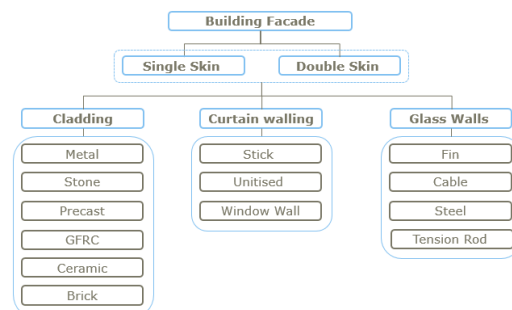 Building Facade
Single Skin
Double Skin
Cladding
Curtain walling
Glass Walls
Metal
Stone
Precast
GFRC
Ceramic
Brick
Stick
Unitised
Window Wall
Fin
Cable
Steel
Tension Rod